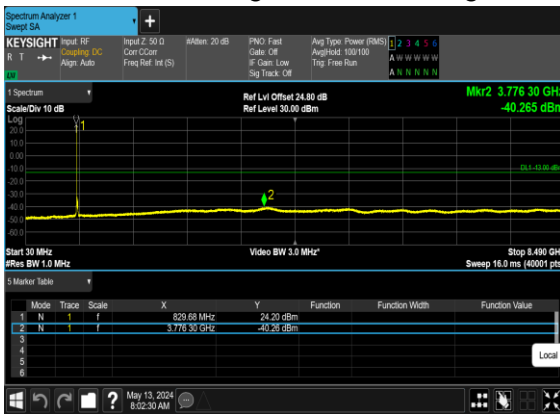 Spectrum Analyzer 1
Swept SA
KEYSIGHT Input: RF Input Z: 50 Ω #Atten: 20 dB PNO: Fast Avg Type: Power (RMS) 1 2 3 4 5 6
R T Coupling: DC Corr CCorr Gate: Off Avg|Hold: 100/100 A W W W W W
Align: Auto Freq Ref: Int (S) IF Gain: Low Trig: Free Run
Sig Track: Off A N N N N N
LV
1 Spectrum Ref Lvl Offset 24.80 dB Mkr2 3.776 30 GHz
Scale/Div 10 dB Ref Level 30.00 dBm -40.265 dBm
Log
20.0
10.0
0.00
-10.0
DL1 -13.00 dBm
-20.0
-30.0
-40.0
-50.0
-60.0
1
2
Start 30 MHz Video BW 3.0 MHz* Stop 8.490 GHz
#Res BW 1.0 MHz Sweep 16.0 ms (40001 pts)
5 Marker Table
Mode Trace Scale X Y Function Function Width Function Value
1 N 1 f 829.68 MHz 24.20 dBm
2 N 1 f 3.776 30 GHz -40.26 dBm
3
4
5
6
Local
? May 13, 2024
8:02:30 AM